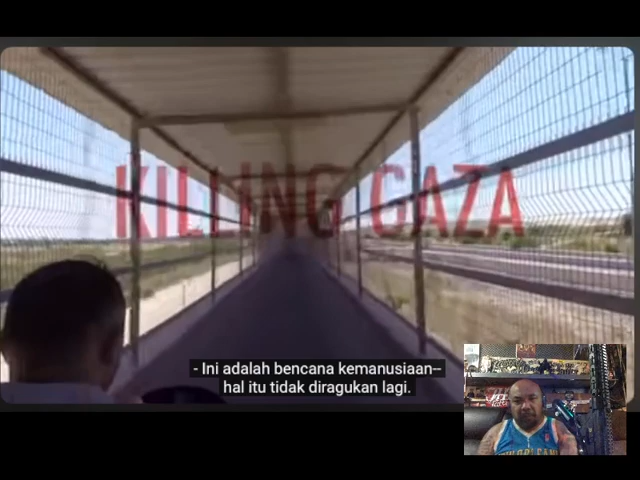 KILLING GAZA
- Ini adalah bencana kemanusiaan--
hal itu tidak diragukan lagi.